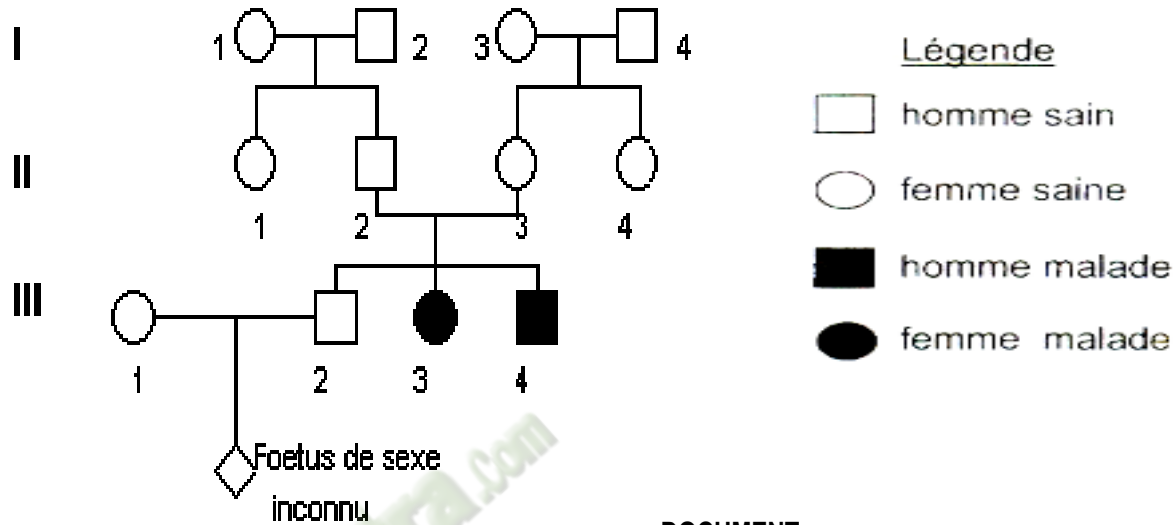 I
1 2 3 4
Légende
homme sain
femme saine
II
1 2 3 4
homme malade
III
femme malade
1 2 3 4
Foetus de sexe
inconnu
.Com